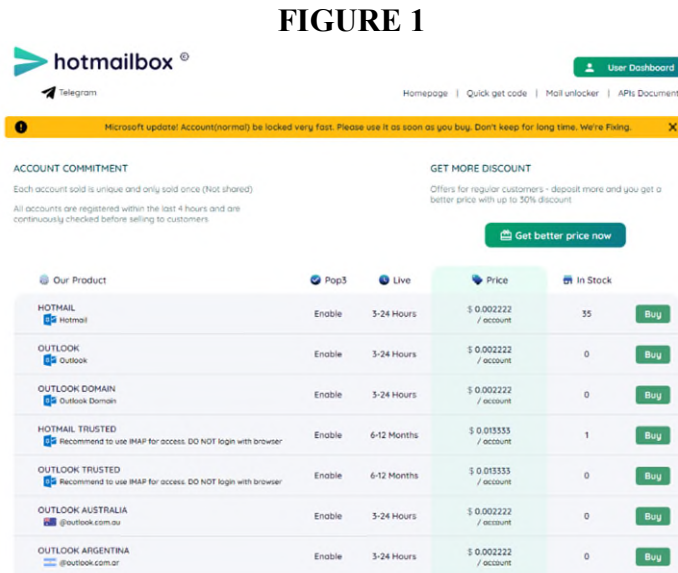 FIGURE 1
hotmailbox ©
User Dashboard
Telegram
Homepage | Quick get code | Mail unlocker | APIs Document
Microsoft update! Account(normal) be locked very fast. Please use it as soon as you buy. Don't keep for long time. We're Fixing. X
ACCOUNT COMMITMENT
Each account sold is unique and only sold once (Not shared)
All accounts are registered within the last 4 hours and are
continuously checked before selling to customers
GET MORE DISCOUNT
Offers for regular customers - deposit more and you get a
better price with up to 30% discount
Get better price now
Our Product Pop3 Live Price In Stock
HOTMAIL
Hotmail
Enable 3-24 Hours $ 0.002222 / account 35 Buy
OUTLOOK
Outlook
Enable 3-24 Hours $ 0.002222 / account 0 Buy
OUTLOOK DOMAIN
Outlook Domain
Enable 3-24 Hours $ 0.002222 / account 0 Buy
HOTMAIL TRUSTED
Recommend to use IMAP for access. DO NOT login with browser
Enable 6-12 Months $ 0.013333 / account 1 Buy
OUTLOOK TRUSTED
Recommend to use IMAP for access. DO NOT login with browser
Enable 6-12 Months $ 0.013333 / account 0 Buy
OUTLOOK AUSTRALIA
@outlook.com.au
Enable 3-24 Hours $ 0.002222 / account 0 Buy
OUTLOOK ARGENTINA
@outlook.com.ar
Enable 3-24 Hours $ 0.002222 / account 0 Buy